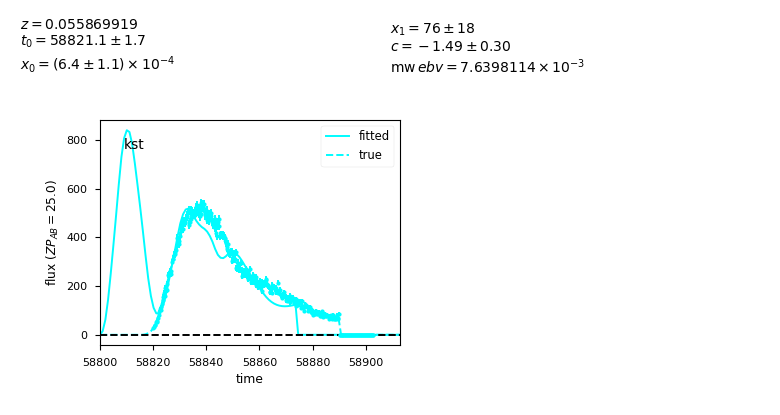 z = 0.055869919
t₀ = 58821.1 ± 1.7
x₀ = (6.4 ± 1.1) × 10⁻⁴
x₁ = 76 ± 18
c = −1.49 ± 0.30
mw ebv = 7.6398114 × 10⁻³
kst
fitted
true
800
600
400
200
0
flux (ZP_AB = 25.0)
58800 58820 58840 58860 58880 58900
time